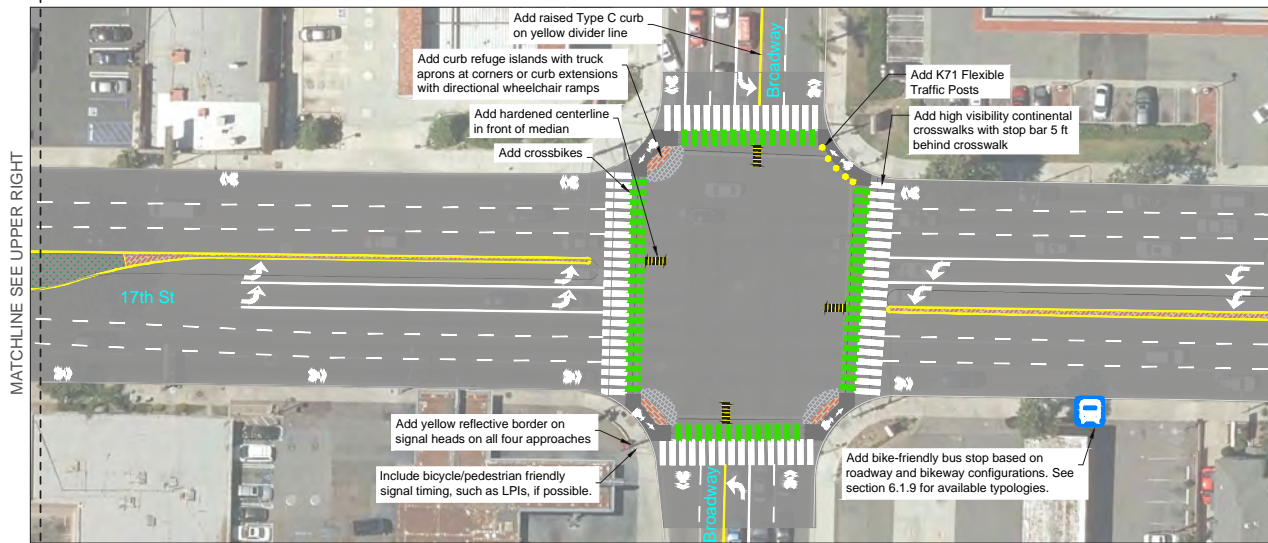 Add raised Type C curb
on yellow divider line
Broadway
Add curb refuge islands with truck
aprons at corners or curb extensions
with directional wheelchair ramps
Add K71 Flexible
Traffic Posts
Add hardened centerline
in front of median
Add high visibility continental
crosswalks with stop bar 5 ft
behind crosswalk
Add crossbikes
MATCHLINE SEE UPPER RIGHT
17th St
Add yellow reflective border on
signal heads on all four approaches
Include bicycle/pedestrian friendly
signal timing, such as LPIs, if possible.
Broadway
Add bike-friendly bus stop based on
roadway and bikeway configurations. See
section 6.1.9 for available typologies.